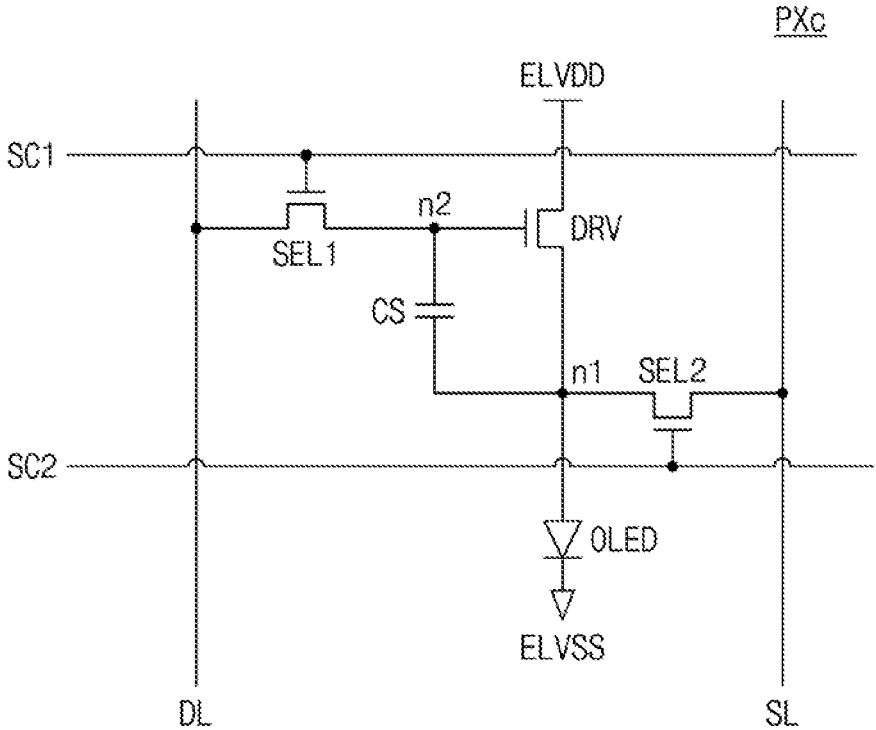 PXc
ELVDD
SC1
n2
DRV
SEL1
CS
n1
SEL2
SC2
OLED
ELVSS
DL
SL